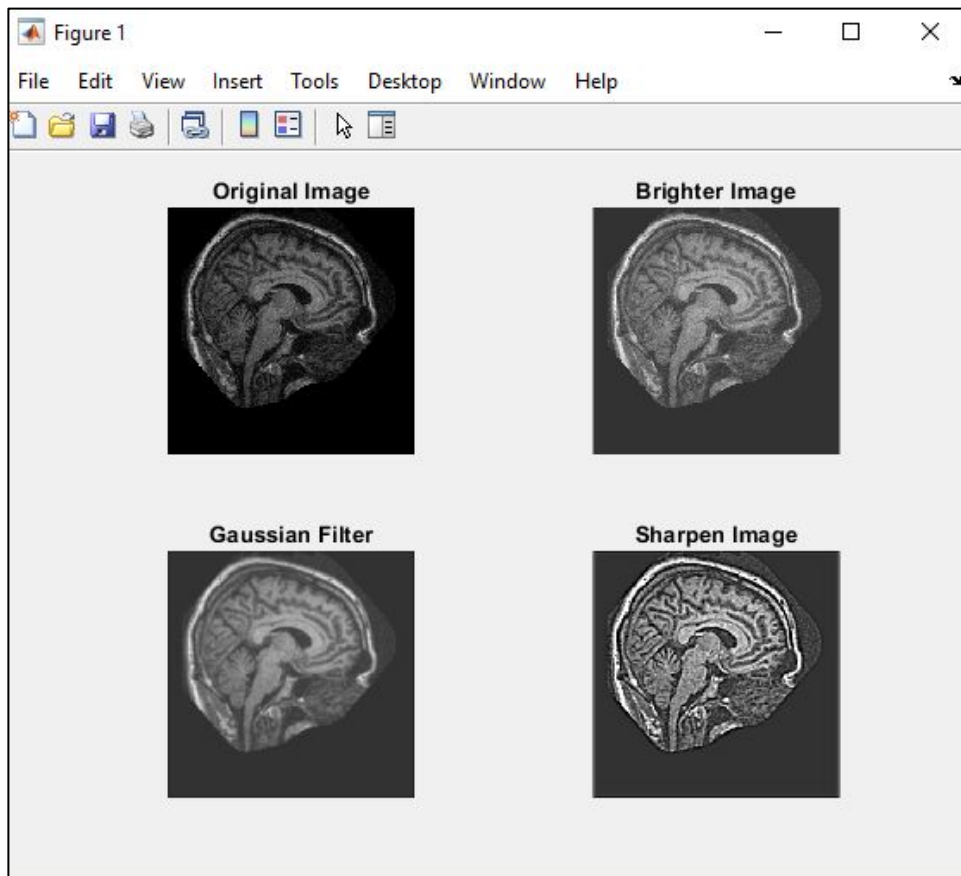 Figure 1
File Edit View Insert Tools Desktop Window Help
Original Image
Brighter Image
Gaussian Filter
Sharpen Image